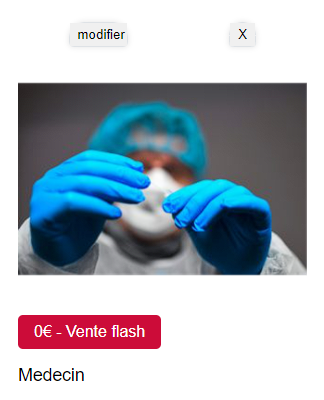 modifier X
0€ - Vente flash
Medecin